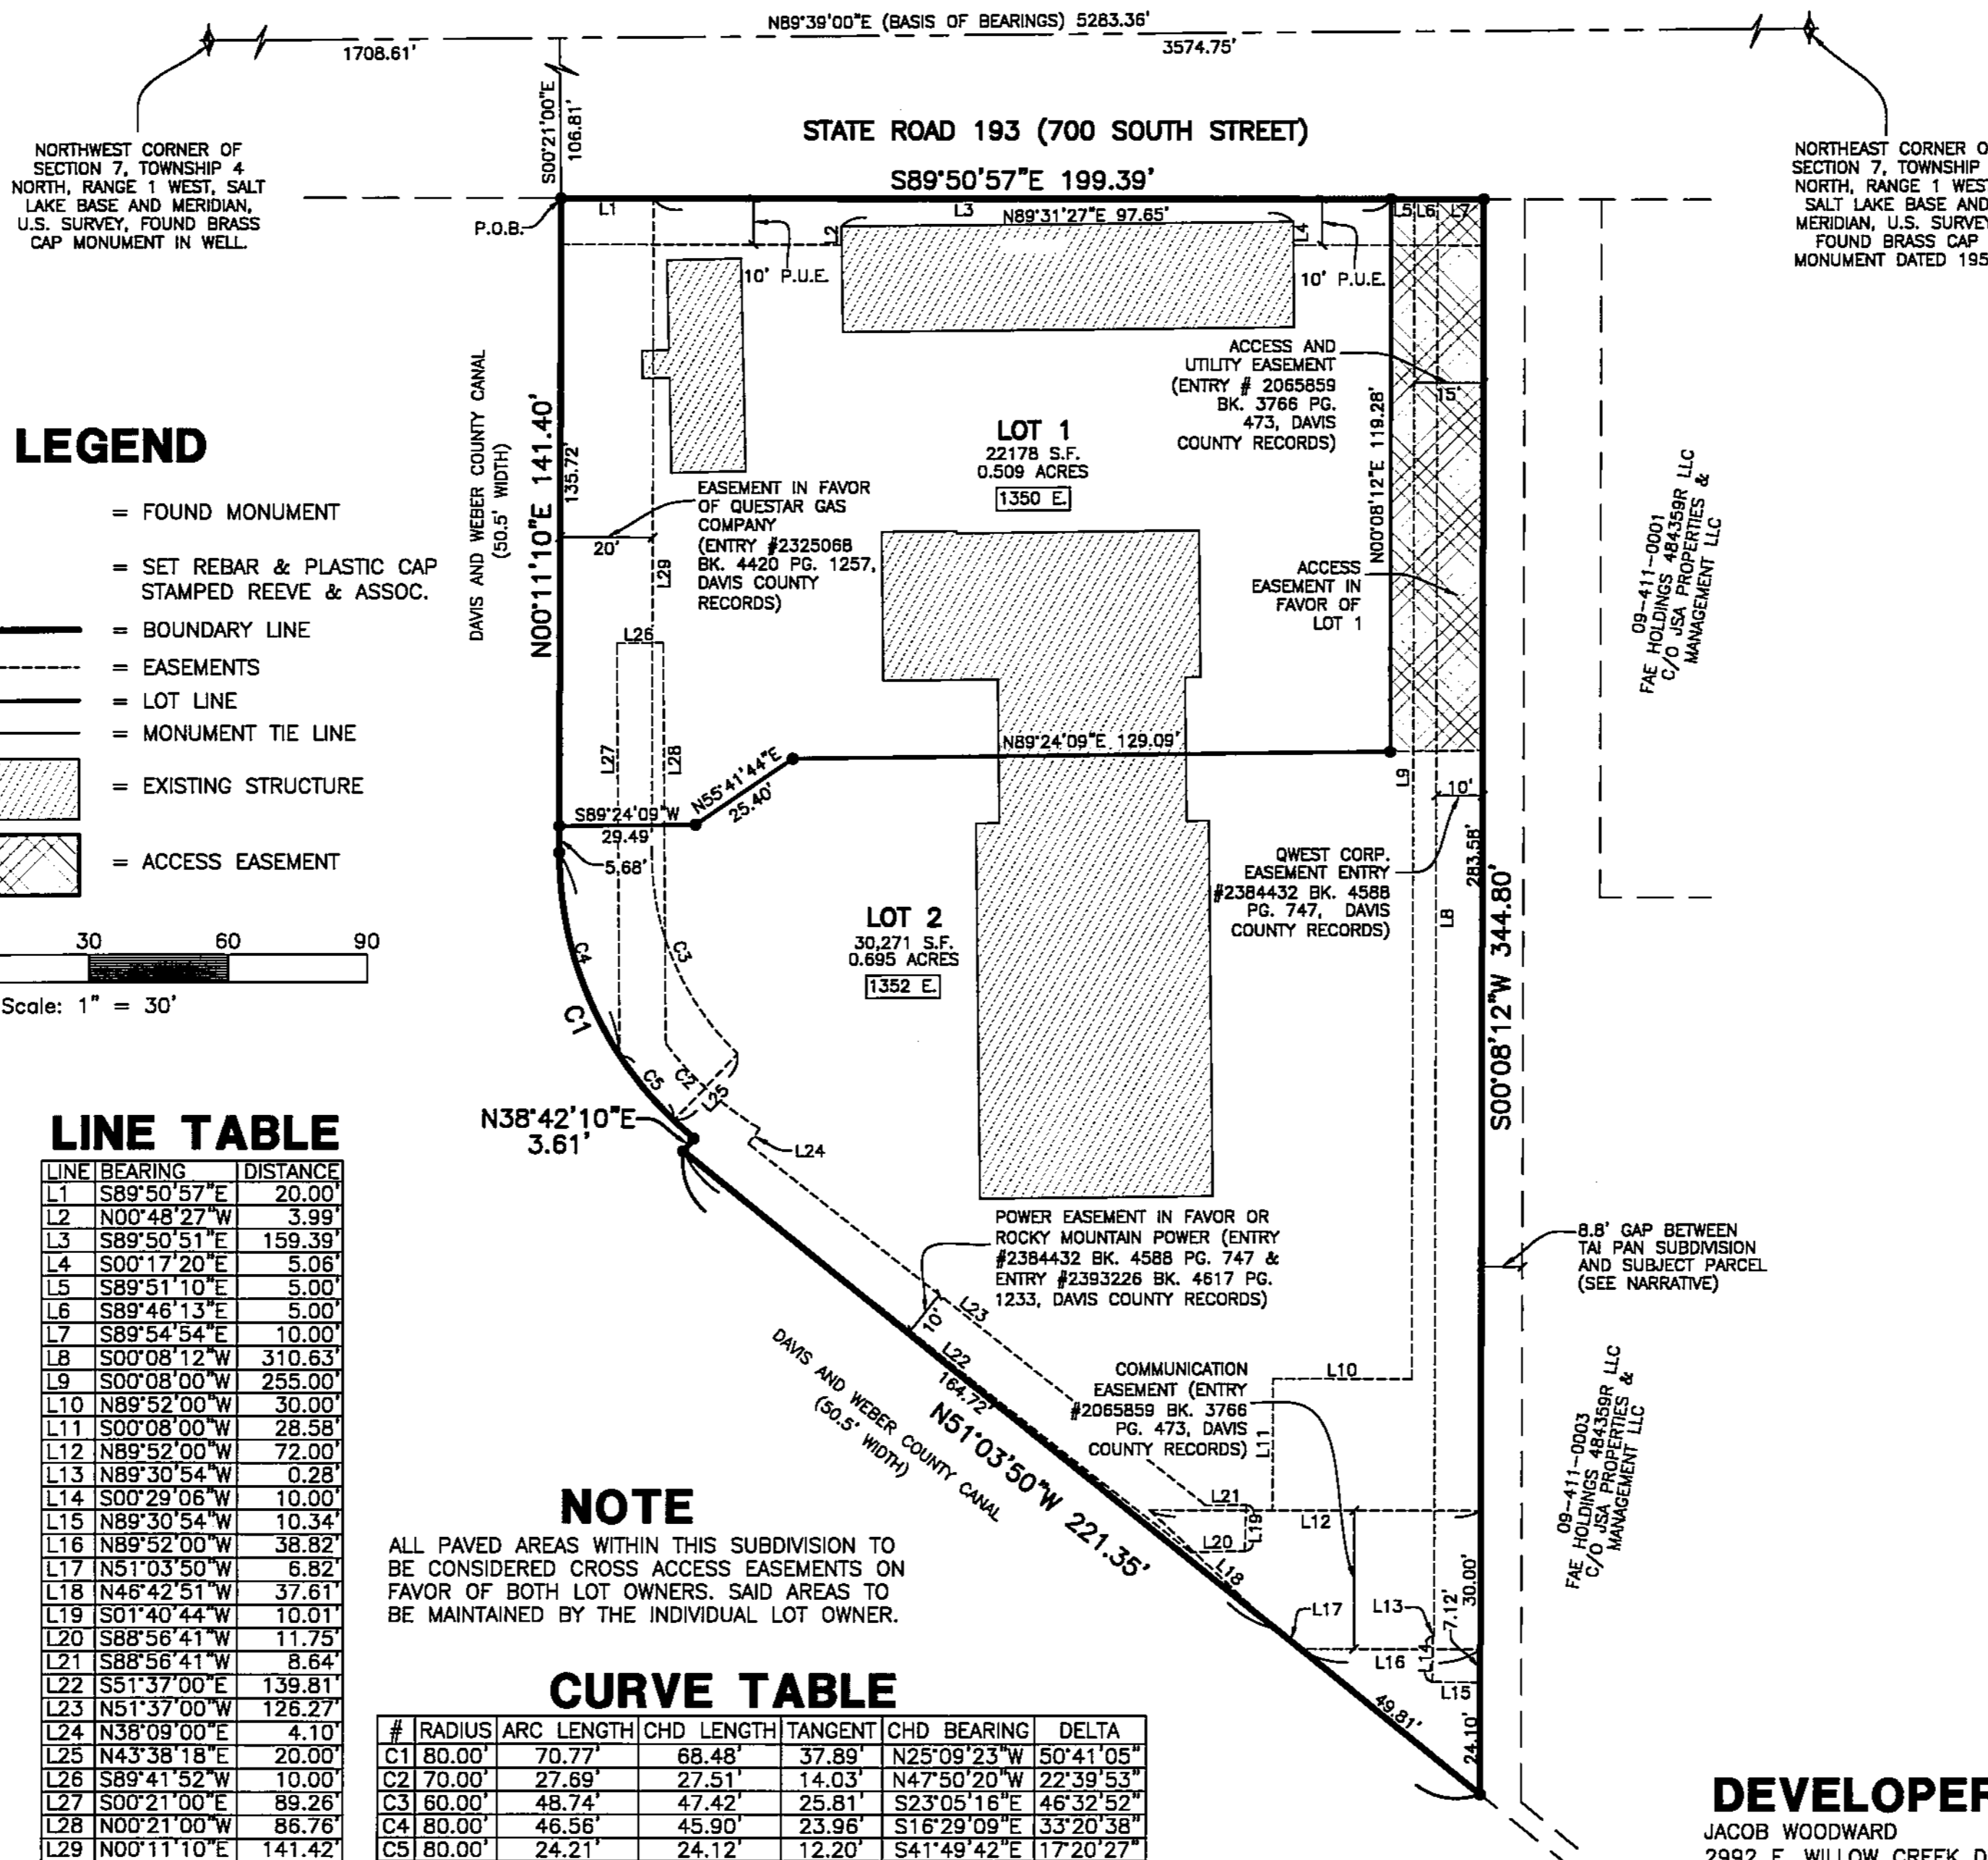 N89°39'00"E (BASIS OF BEARINGS) 5283.36'
1708.61'
3574.75'
S00°21'00"E
106.81'
NORTHWEST CORNER OF
SECTION 7, TOWNSHIP 4
NORTH, RANGE 1 WEST, SALT
LAKE BASE AND MERIDIAN,
U.S. SURVEY, FOUND BRASS
CAP MONUMENT IN WELL.
STATE ROAD 193 (700 SOUTH STREET)
S89°50'57"E 199.39'
NORTHEAST CORNER O
SECTION 7, TOWNSHIP
NORTH, RANGE 1 WEST
SALT LAKE BASE AND
MERIDIAN, U.S. SURVEY
FOUND BRASS CAP
MONUMENT DATED 195
P.O.B.
L1
L2
L3
N89°31'27"E 97.65'
L4
L5
L6
L7
10' P.U.E.
10' P.U.E.
DAVIS AND WEBER COUNTY CANAL
(50.5' WIDTH)
N00°11'10"E 141.40'
135.72'
ACCESS AND
UTILITY EASEMENT
(ENTRY # 2065859
BK. 3766 PG.
473, DAVIS
COUNTY RECORDS)
15'
N00°08'12"E 119.28'
LOT 1
22178 S.F.
0.509 ACRES
1350 E.
EASEMENT IN FAVOR
OF QUESTAR GAS
COMPANY
(ENTRY #2325068
BK. 4420 PG. 1257,
DAVIS COUNTY
RECORDS)
20'
L29
ACCESS
EASEMENT IN
FAVOR OF
LOT 1
09-411-0001
FAE HOLDINGS 484359R LLC
C/O JSA PROPERTIES &
MANAGEMENT LLC
LEGEND
= FOUND MONUMENT
= SET REBAR & PLASTIC CAP
STAMPED REEVE & ASSOC.
= BOUNDARY LINE
= EASEMENTS
= LOT LINE
= MONUMENT TIE LINE
= EXISTING STRUCTURE
= ACCESS EASEMENT
30 60 90
Scale: 1" = 30'
L26
L27
L28
N89°24'09"E 129.09'
N55°41'44"E
25.40'
S89°24'09"W
29.49'
5.68'
L9
10'
QWEST CORP.
EASEMENT ENTRY
#2384432 BK. 4588
PG. 747, DAVIS
COUNTY RECORDS)
283.58'
L8
S00°08'12"W 344.80'
LOT 2
30,271 S.F.
0.695 ACRES
1352 E.
C4
C3
C1
C5
C2
L25
N38°42'10"E
3.61'
L24
POWER EASEMENT IN FAVOR OR
ROCKY MOUNTAIN POWER (ENTRY
#2384432 BK. 4588 PG. 747 &
ENTRY #2393226 BK. 4617 PG.
1233, DAVIS COUNTY RECORDS)
8.8' GAP BETWEEN
TAI PAN SUBDIVISION
AND SUBJECT PARCEL
(SEE NARRATIVE)
10'
L23
L22
164.72'
N51°03'50"W 221.35'
DAVIS AND WEBER COUNTY CANAL
(50.5' WIDTH)
COMMUNICATION
EASEMENT (ENTRY
#2065859 BK. 3766
PG. 473, DAVIS
COUNTY RECORDS)
L10
L11
L21
L19
L20
L12
L18
L17
L13
7.12'
30.00'
L14
L16
L15
49.81'
24.10'
09-411-0003
FAE HOLDINGS 484359R LLC
C/O JSA PROPERTIES &
MANAGEMENT LLC
LINE TABLE
LINE BEARING DISTANCE
L1 S89°50'57"E 20.00'
L2 N00°48'27"W 3.99'
L3 S89°50'51"E 159.39'
L4 S00°17'20"E 5.06'
L5 S89°51'10"E 5.00'
L6 S89°46'13"E 5.00'
L7 S89°54'54"E 10.00'
L8 S00°08'12"W 310.63'
L9 S00°08'00"W 255.00'
L10 N89°52'00"W 30.00'
L11 S00°08'00"W 28.58'
L12 N89°52'00"W 72.00'
L13 N89°30'54"W 0.28'
L14 S00°29'06"W 10.00'
L15 N89°30'54"W 10.34'
L16 N89°52'00"W 38.82'
L17 N51°03'50"W 6.82'
L18 N46°42'51"W 37.61'
L19 S01°40'44"W 10.01'
L20 S88°56'41"W 11.75'
L21 S88°56'41"W 8.64'
L22 S51°37'00"E 139.81'
L23 N51°37'00"W 126.27'
L24 N38°09'00"E 4.10'
L25 N43°38'18"E 20.00'
L26 S89°41'52"W 10.00'
L27 S00°21'00"E 89.26'
L28 N00°21'00"W 86.76'
L29 N00°11'10"E 141.42'
NOTE
ALL PAVED AREAS WITHIN THIS SUBDIVISION TO
BE CONSIDERED CROSS ACCESS EASEMENTS ON
FAVOR OF BOTH LOT OWNERS. SAID AREAS TO
BE MAINTAINED BY THE INDIVIDUAL LOT OWNER.
CURVE TABLE
# RADIUS ARC LENGTH CHD LENGTH TANGENT CHD BEARING DELTA
C1 80.00' 70.77' 68.48' 37.89' N25°09'23"W 50°41'05"
C2 70.00' 27.69' 27.51' 14.03' N47°50'20"W 22°39'53"
C3 60.00' 48.74' 47.42' 25.81' S23°05'16"E 46°32'52"
C4 80.00' 46.56' 45.90' 23.96' S16°29'09"E 33°20'38"
C5 80.00' 24.21' 24.12' 12.20' S41°49'42"E 17°20'27"
DEVELOPER
JACOB WOODWARD
2992 E. WILLOW CREEK D